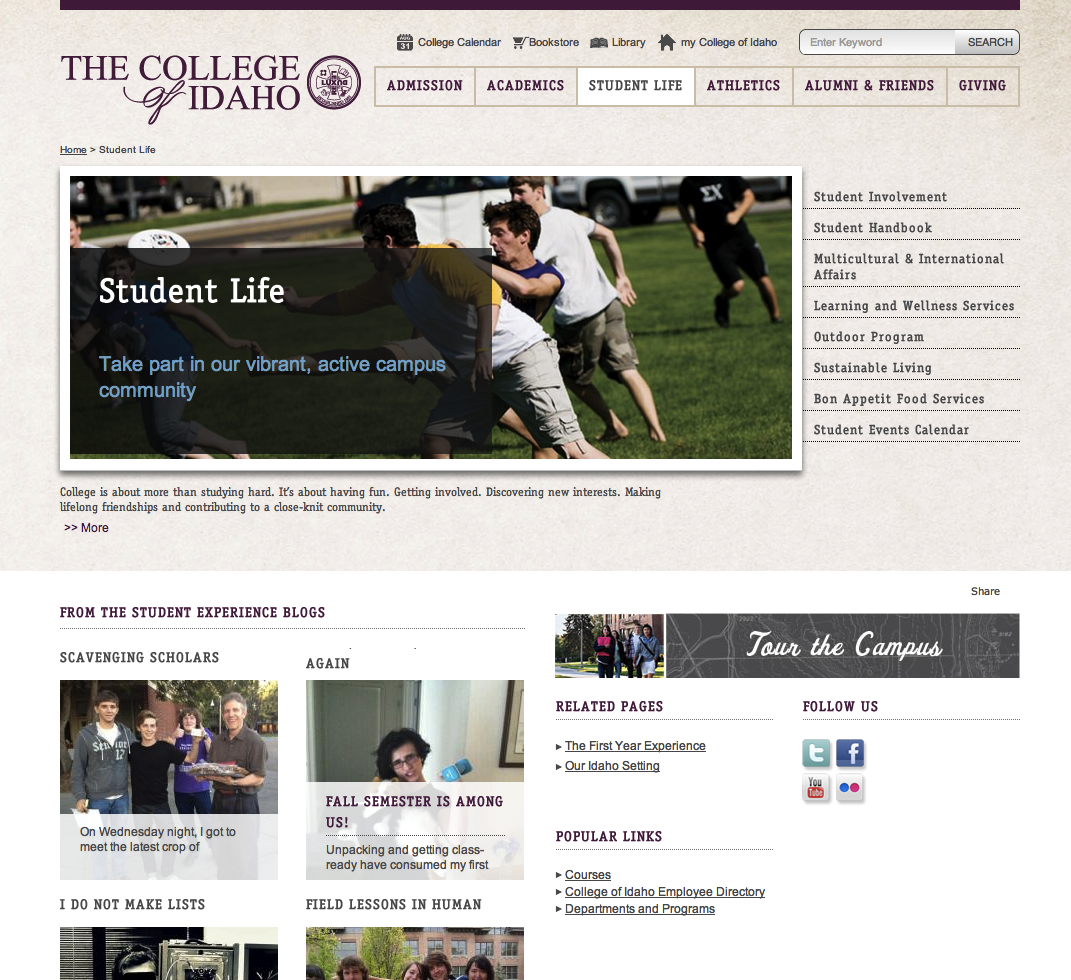 AUG
31
College Calendar
Bookstore
Library
my College of Idaho
Enter Keyword
SEARCH
THE COLLEGE
of IDAHO
ADMISSION
ACADEMICS
STUDENT LIFE
ATHLETICS
ALUMNI & FRIENDS
GIVING
Home > Student Life
ΣΧ
Student Life
Take part in our vibrant, active campus
community
Student Involvement
Student Handbook
Multicultural & International
Affairs
Learning and Wellness Services
Outdoor Program
Sustainable Living
Bon Appetit Food Services
Student Events Calendar
College is about more than studying hard. It's about having fun. Getting involved. Discovering new interests. Making
lifelong friendships and contributing to a close-knit community.
>> More
Share
FROM THE STUDENT EXPERIENCE BLOGS
SCAVENGING SCHOLARS
On Wednesday night, I got to
meet the latest crop of
AGAIN
FALL SEMESTER IS AMONG
US!
Unpacking and getting class-
ready have consumed my first
I DO NOT MAKE LISTS
FIELD LESSONS IN HUMAN
Tour the Campus
RELATED PAGES
The First Year Experience
Our Idaho Setting
FOLLOW US
t
f
You
Tube
POPULAR LINKS
Courses
College of Idaho Employee Directory
Departments and Programs